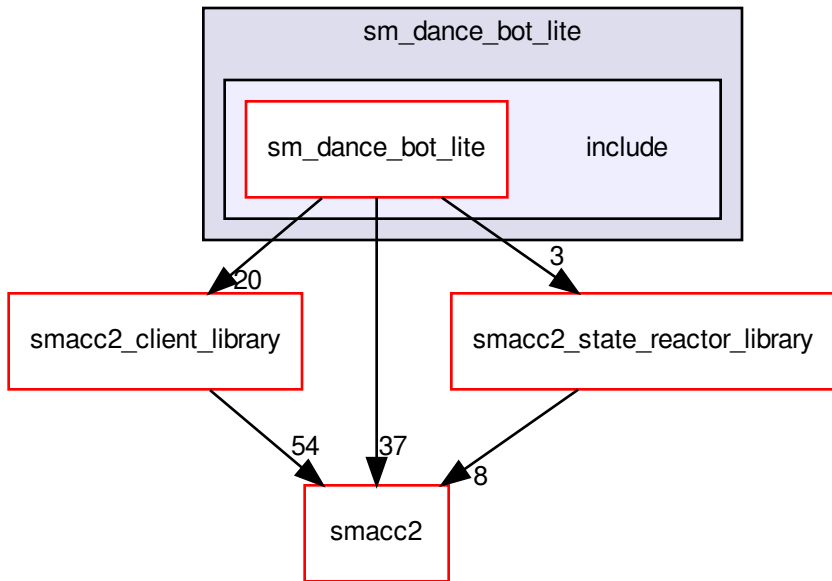 sm_dance_bot_lite
sm_dance_bot_lite
include
20
3
smacc2_client_library
smacc2_state_reactor_library
54
37
8
smacc2